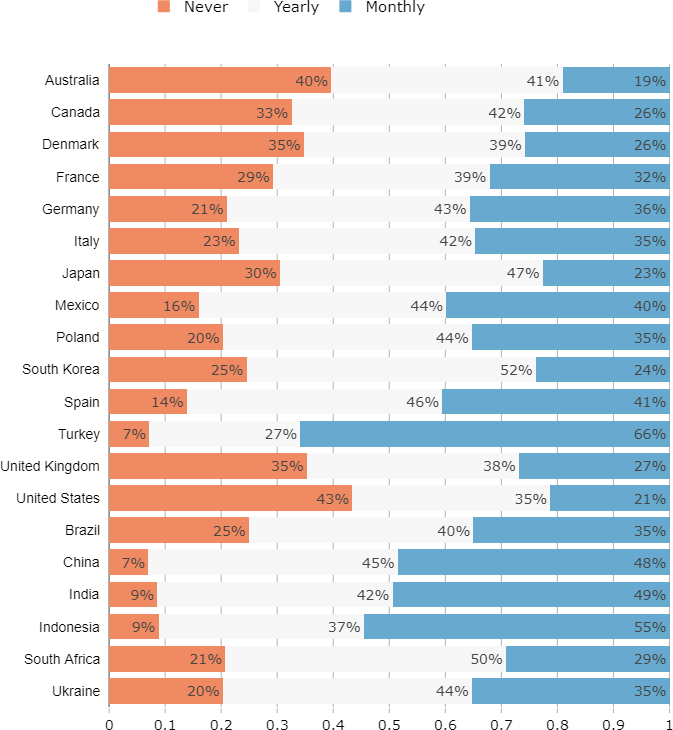 Never Yearly Monthly
Australia 40% 41% 19%
Canada 33% 42% 26%
Denmark 35% 39% 26%
France 29% 39% 32%
Germany 21% 43% 36%
Italy 23% 42% 35%
Japan 30% 47% 23%
Mexico 16% 44% 40%
Poland 20% 44% 35%
South Korea 25% 52% 24%
Spain 14% 46% 41%
Turkey 7% 27% 66%
United Kingdom 35% 38% 27%
United States 43% 35% 21%
Brazil 25% 40% 35%
China 7% 45% 48%
India 9% 42% 49%
Indonesia 9% 37% 55%
South Africa 21% 50% 29%
Ukraine 20% 44% 35%
0 0.1 0.2 0.3 0.4 0.5 0.6 0.7 0.8 0.9 1